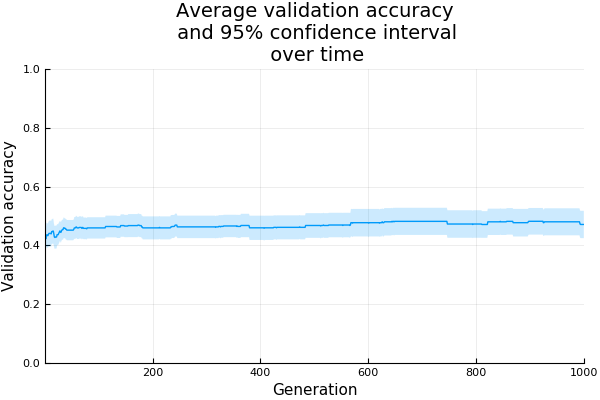 Average validation accuracy
and 95% confidence interval
over time
1.0
0.8
0.6
0.4
0.2
0.0
Validation accuracy
200
400
600
800
1000
Generation